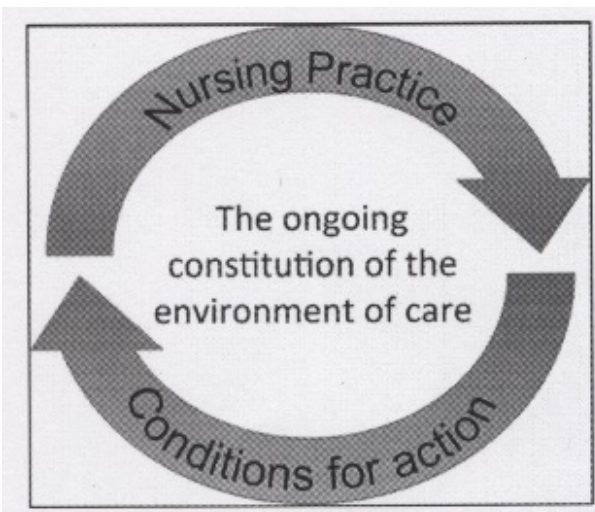 Nursing Practice
The ongoing
constitution of the
environment of care
Conditions for action